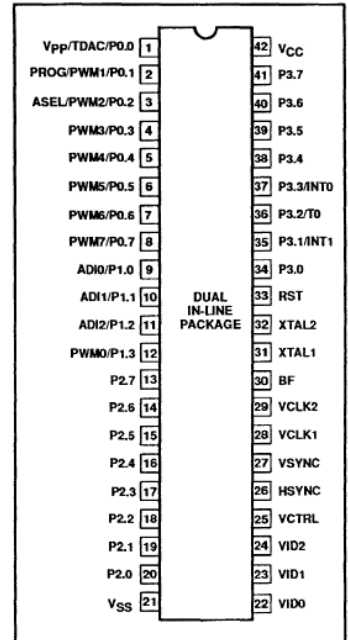 VPP/TDAC/P0.0 1 42 VCC
PROG/PWM1/P0.1 2 41 P3.7
ASEL/PWM2/P0.2 3 40 P3.6
PWM3/P0.3 4 39 P3.5
PWM4/P0.4 5 38 P3.4
PWM5/P0.5 6 37 P3.3/INT0
PWM6/P0.6 7 36 P3.2/T0
PWM7/P0.7 8 35 P3.1/INT1
ADI0/P1.0 9 34 P3.0
ADI1/P1.1 10 33 RST
ADI2/P1.2 11 32 XTAL2
PWM0/P1.3 12 31 XTAL1
P2.7 13 30 BF
P2.6 14 29 VCLK2
P2.5 15 28 VCLK1
P2.4 16 27 VSYNC
P2.3 17 26 HSYNC
P2.2 18 25 VCTRL
P2.1 19 24 VID2
P2.0 20 23 VID1
VSS 21 22 VID0
DUAL
IN-LINE
PACKAGE